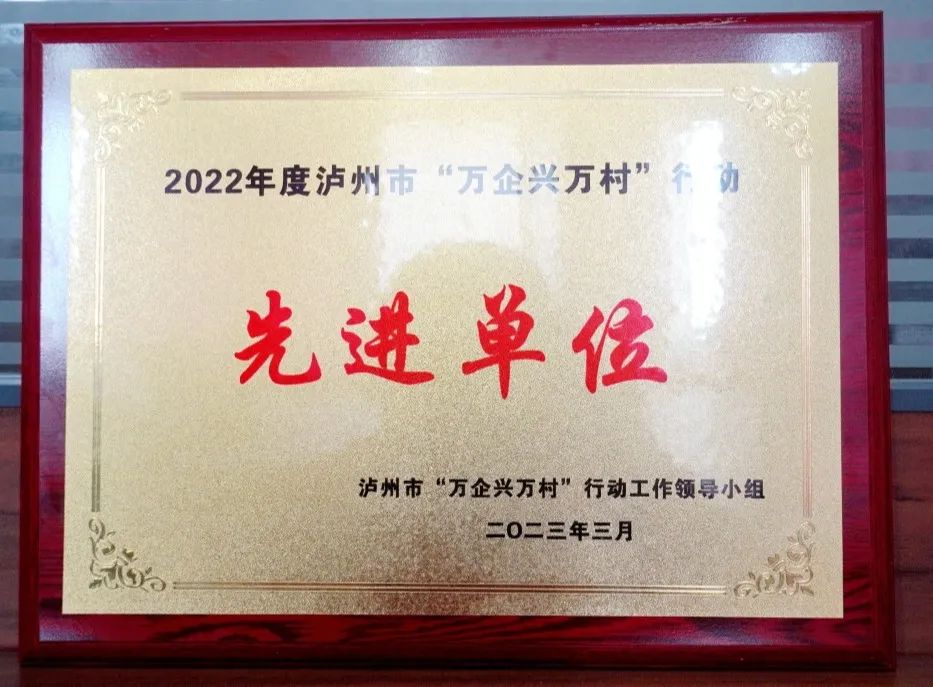 2022年度泸州市“万企兴万村”行动
先进单位
泸州市“万企兴万村”行动工作领导小组
二〇二三年三月